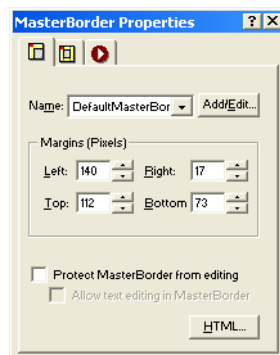 MasterBorder Properties
Name: DefaultMasterBor Add/Edit...
Margins (Pixels)
Left: 140 Right: 17
Top: 112 Bottom 73
Protect MasterBorder from editing
Allow text editing in MasterBorder
HTML...